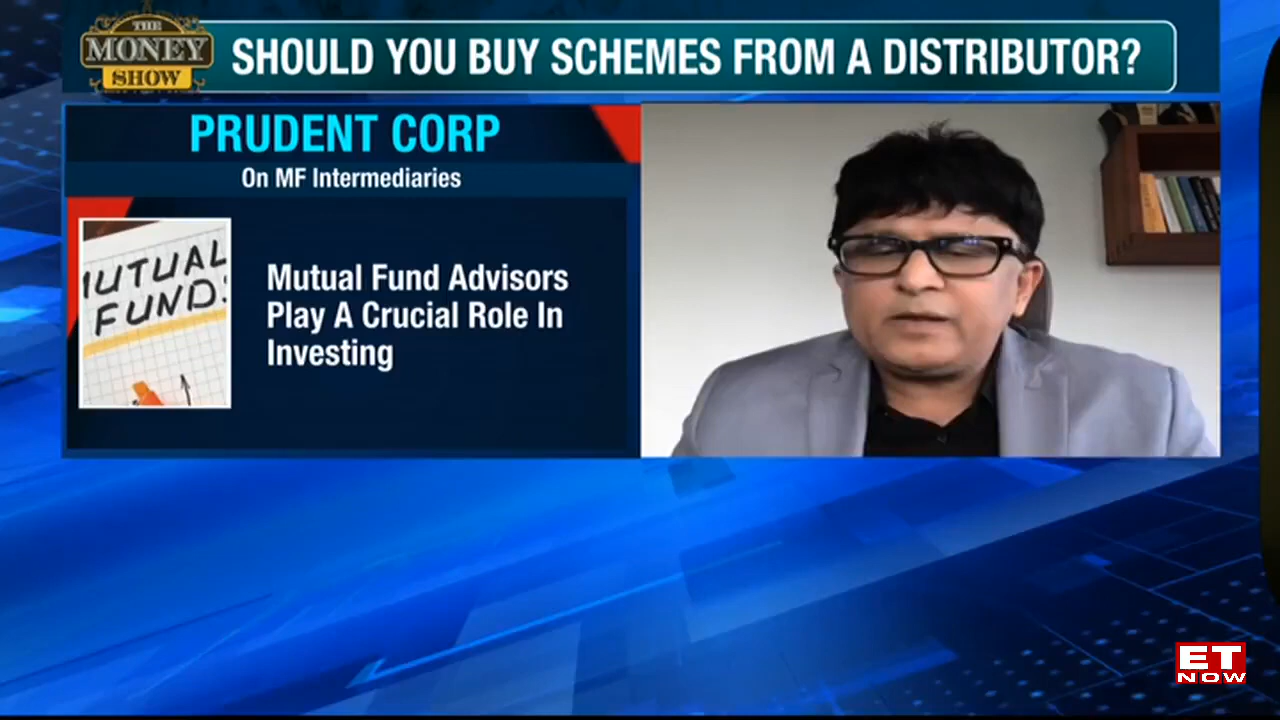 THE
MONEY
SHOW
SHOULD YOU BUY SCHEMES FROM A DISTRIBUTOR?
PRUDENT CORP
On MF Intermediaries
MUTUAL
FUND
Mutual Fund Advisors
Play A Crucial Role In
Investing
ET
NOW